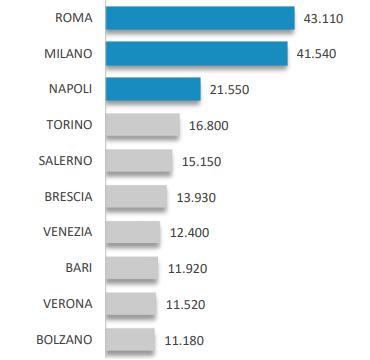 ROMA 43.110
MILANO 41.540
NAPOLI 21.550
TORINO 16.800
SALERNO 15.150
BRESCIA 13.930
VENEZIA 12.400
BARI 11.920
VERONA 11.520
BOLZANO 11.180